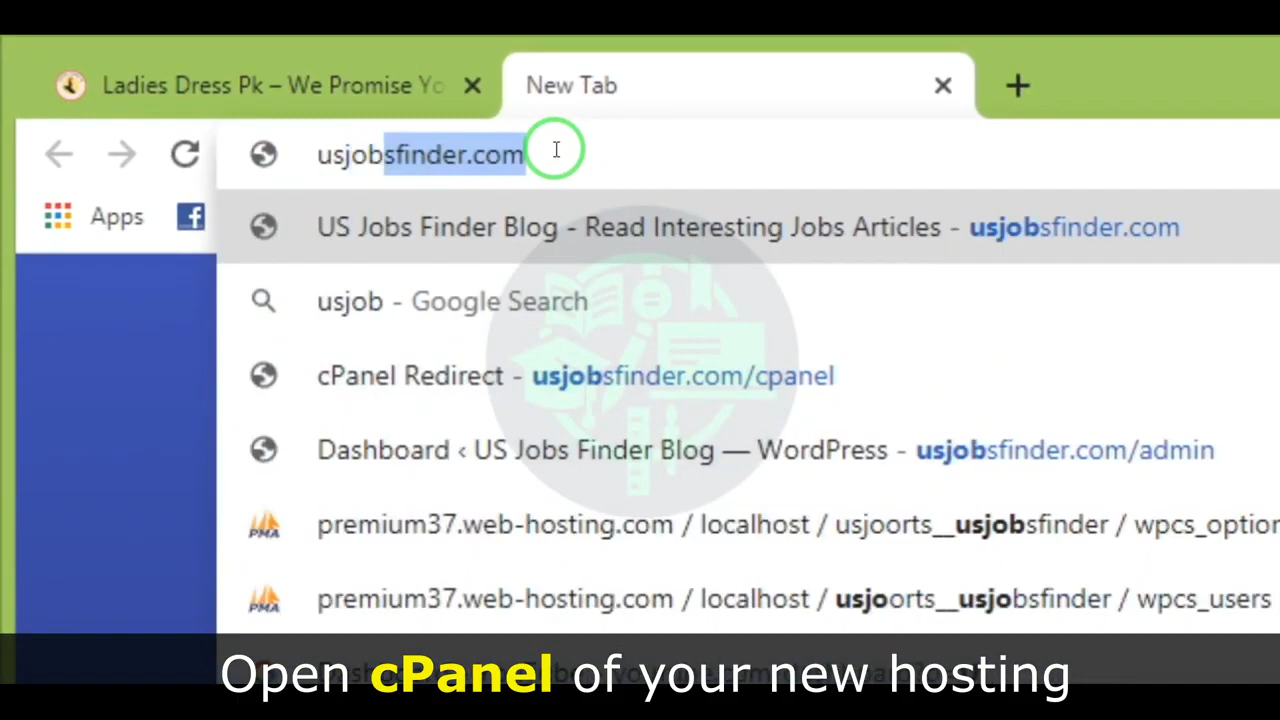 Ladies Dress Pk – We Promise Yo
New Tab
usjobsfinder.com
Apps
US Jobs Finder Blog - Read Interesting Jobs Articles - usjobsfinder.com
usjob - Google Search
cPanel Redirect - usjobsfinder.com/cpanel
Dashboard ‹ US Jobs Finder Blog — WordPress - usjobsfinder.com/admin
premium37.web-hosting.com / localhost / usjoorts__usjobsfinder / wpcs_option
premium37.web-hosting.com / localhost / usjoorts__usjobsfinder / wpcs_users
Open cPanel of your new hosting